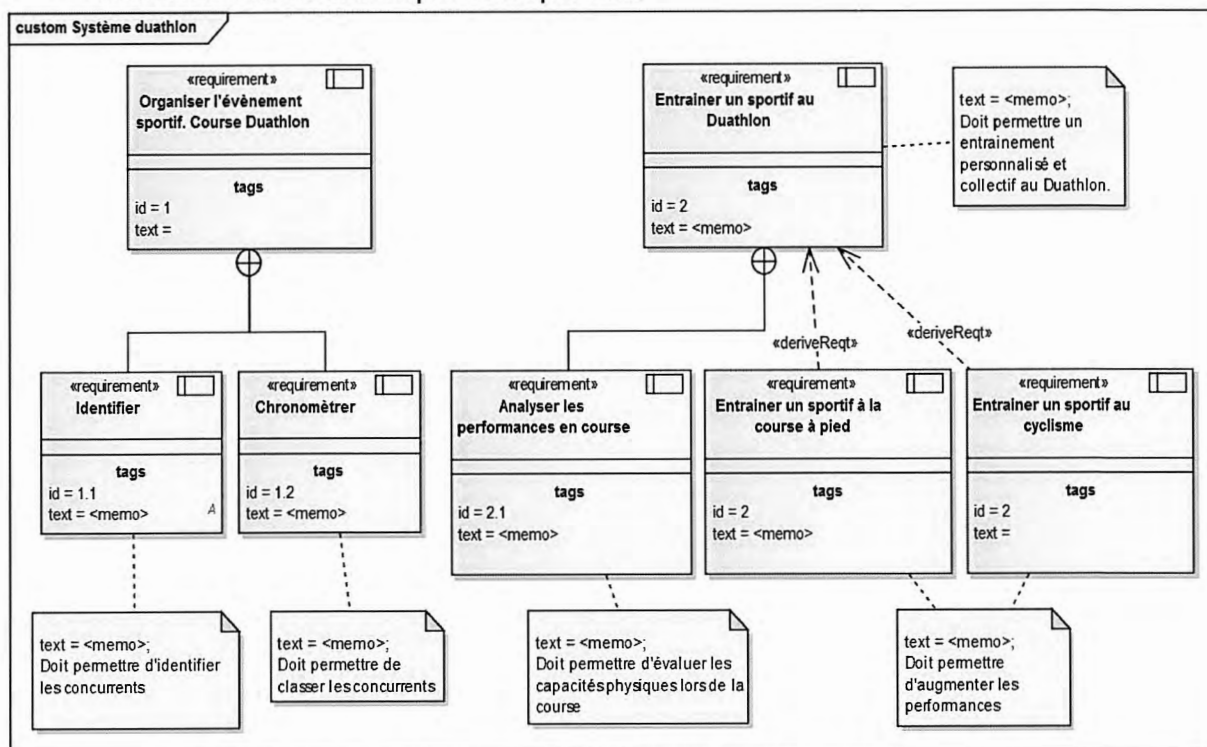 custom Système duathlon
«requirement»
Organiser l'évènement
sportif. Course Duathlon
tags
id = 1
text =
«requirement»
Entrainer un sportif au
Duathlon
tags
id = 2
text = <memo>
text = <memo>;
Doit permettre un
entrainement
personnalisé et
collectif au Duathlon.
«deriveReqt»
«deriveReqt»
«requirement»
Identifier
tags
id = 1.1
text = <memo>
A
«requirement»
Chronomètrer
tags
id = 1.2
text = <memo>
«requirement»
Analyser les
performances en course
tags
id = 2.1
text = <memo>
«requirement»
Entrainer un sportif à la
course à pied
tags
id = 2
text = <memo>
«requirement»
Entrainer un sportif au
cyclisme
tags
id = 2
text =
text = <memo>;
Doit permettre d'identifier
les concurrents
text = <memo>;
Doit permettre de
classer les concurrents
text = <memo>;
Doit permettre d'évaluer les
capacités physiques lors de la
course
text = <memo>;
Doit permettre
d'augmenter les
performances